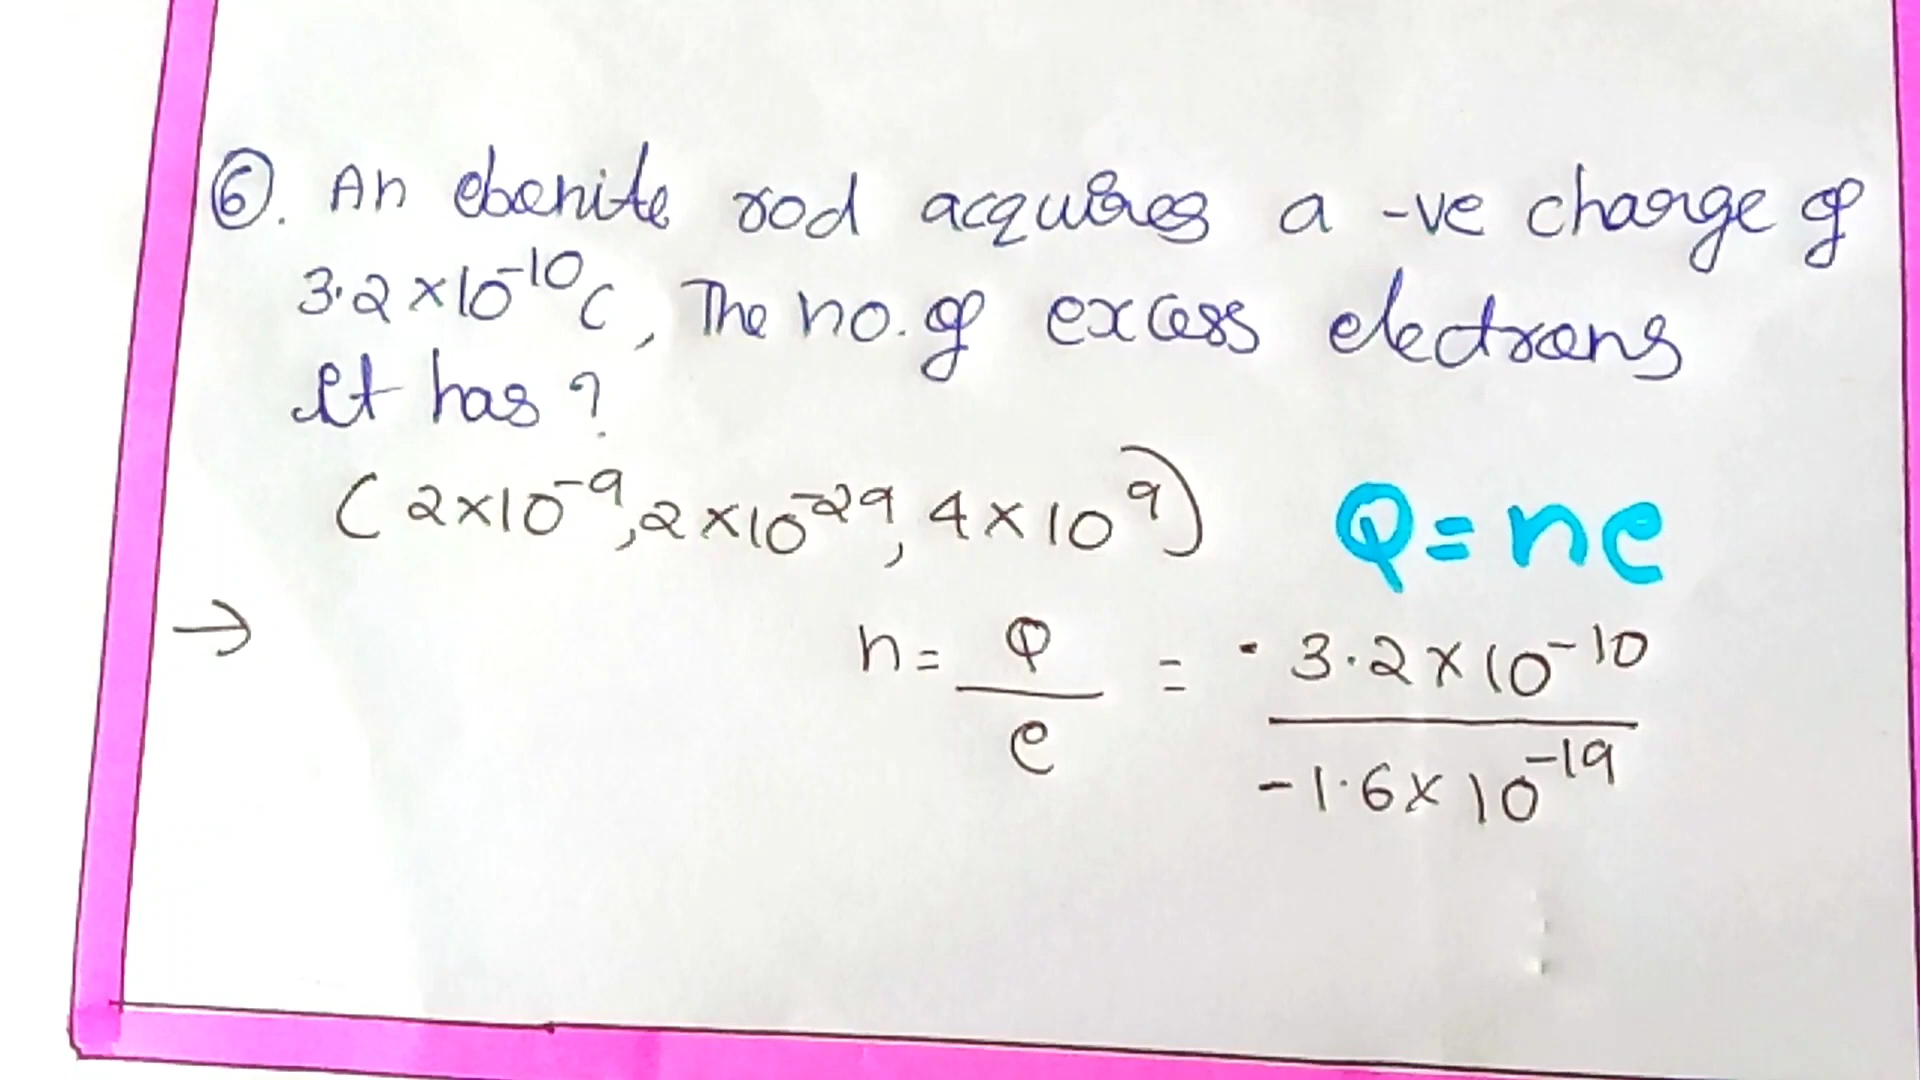 ⑥. An ebonite rod acquires a -ve charge of
3.2×10⁻¹⁰C, The no. of excess electrons
it has?
(2×10⁻⁹, 2×10⁻²⁹, 4×10⁹)
Q=ne
→ n = Q/e = -3.2×10⁻¹⁰ / -1.6×10⁻¹⁹